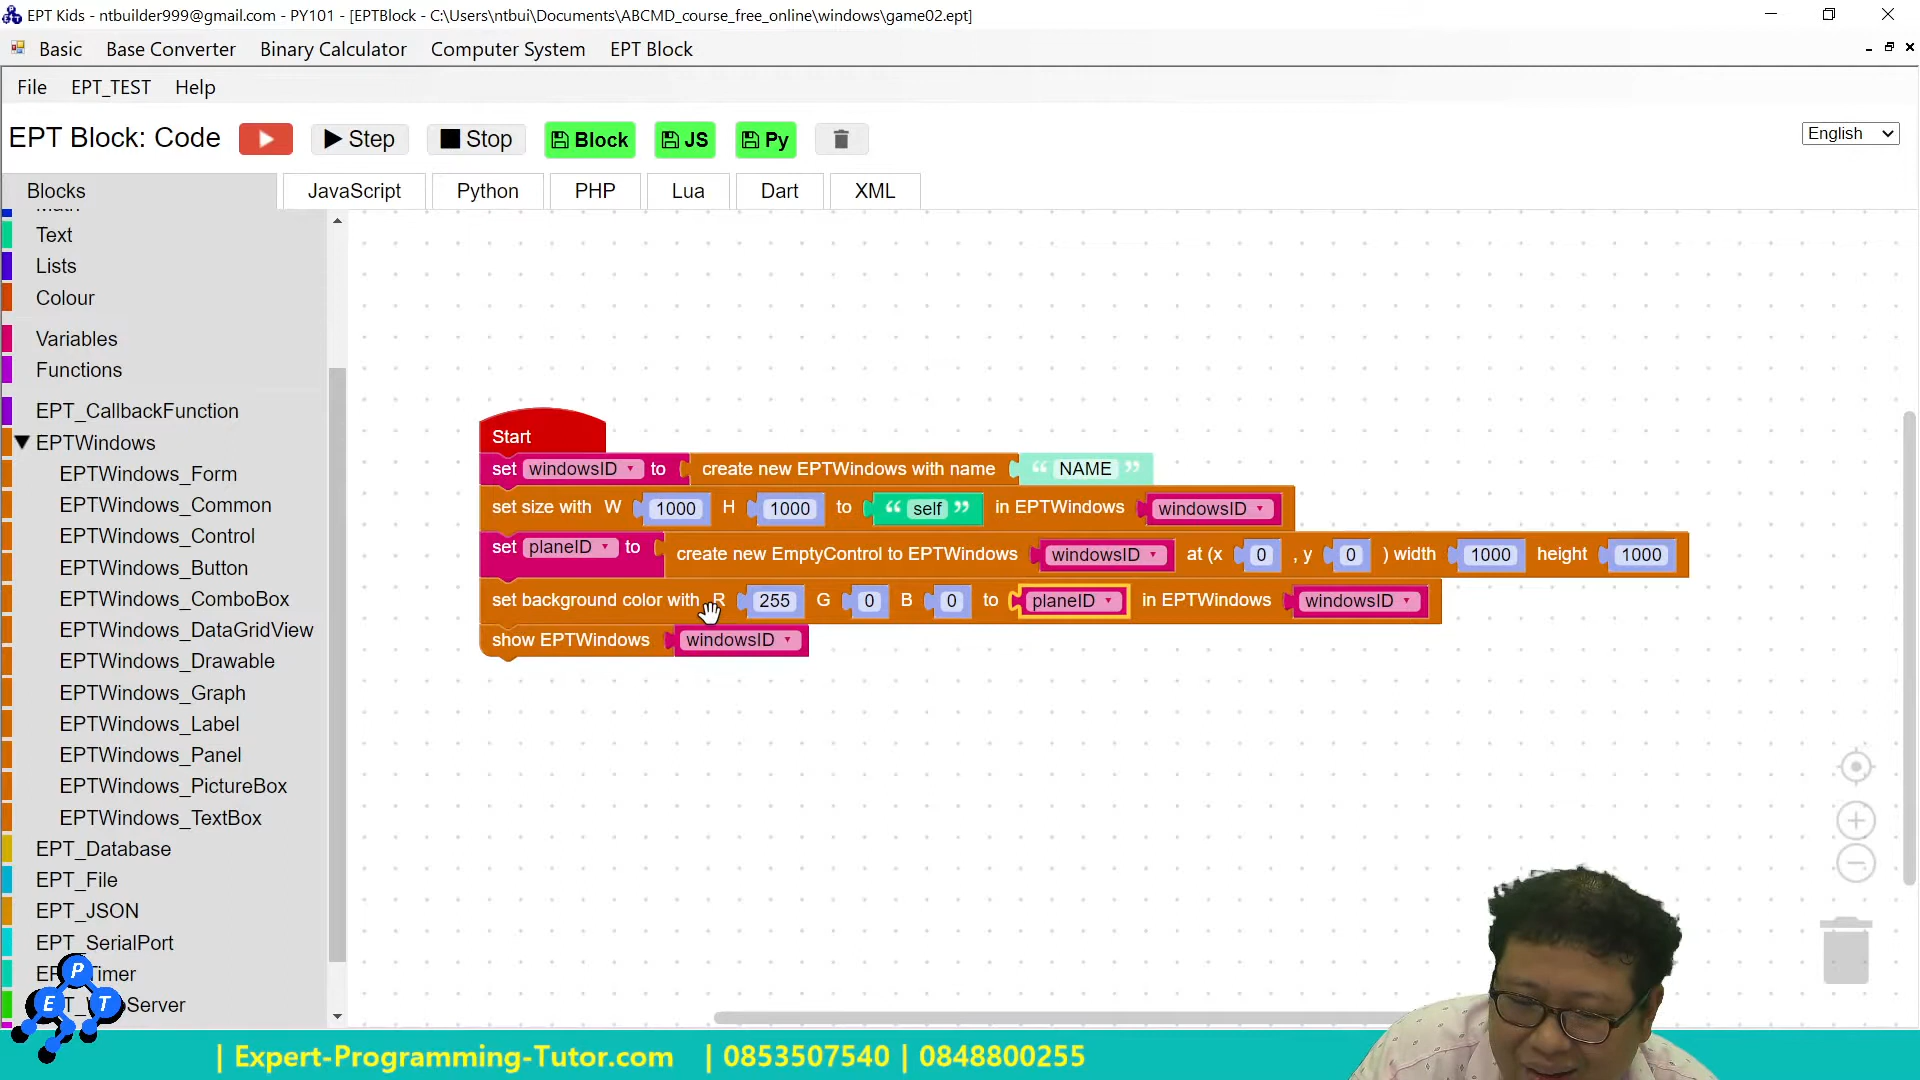 EPT Kids - ntbuilder999@gmail.com - PY101 - [EPTBlock - C:\Users\ntbui\Documents\ABCMD_course_free_online\windows\game02.ept]
Basic Base Converter Binary Calculator Computer System EPT Block
File EPT_TEST Help
EPT Block: Code Step Stop Block JS Py English
Blocks JavaScript Python PHP Lua Dart XML
Math
Text
Lists
Colour
Variables
Functions
EPT_CallbackFunction
EPTWindows
EPTWindows_Form
EPTWindows_Common
EPTWindows_Control
EPTWindows_Button
EPTWindows_ComboBox
EPTWindows_DataGridView
EPTWindows_Drawable
EPTWindows_Graph
EPTWindows_Label
EPTWindows_Panel
EPTWindows_PictureBox
EPTWindows_TextBox
EPT_Database
EPT_File
EPT_JSON
EPT_SerialPort
Start
set windowsID to create new EPTWindows with name “ NAME ”
set size with W 1000 H 1000 to “ self ” in EPTWindows windowsID
set planeID to create new EmptyControl to EPTWindows windowsID at (x 0 , y 0 ) width 1000 height 1000
set background color with R 255 G 0 B 0 to planeID in EPTWindows windowsID
show EPTWindows windowsID
P
E T
| Expert-Programming-Tutor.com | 0853507540 | 0848800255